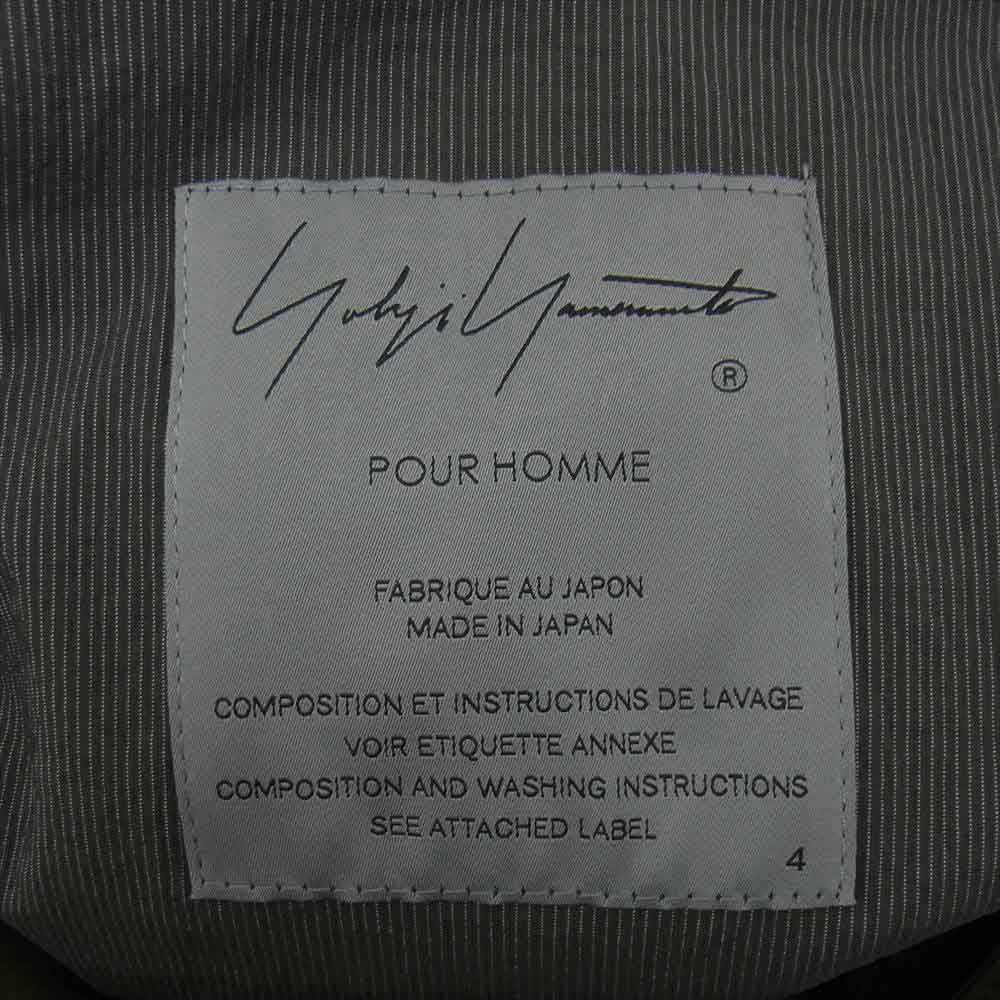 Yohji Yamamoto
®
POUR HOMME
FABRIQUE AU JAPON
MADE IN JAPAN
COMPOSITION ET INSTRUCTIONS DE LAVAGE
VOIR ETIQUETTE ANNEXE
COMPOSITION AND WASHING INSTRUCTIONS
SEE ATTACHED LABEL
4